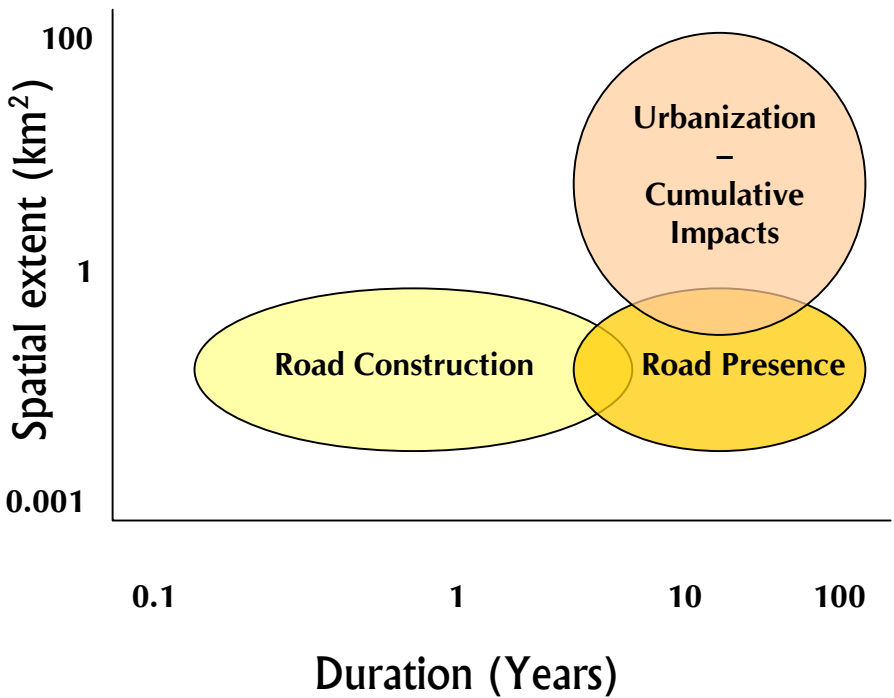 100
Spatial extent (km²)
Urbanization
–
Cumulative
Impacts
1
Road Construction
Road Presence
0.001
0.1
1
10
100
Duration (Years)